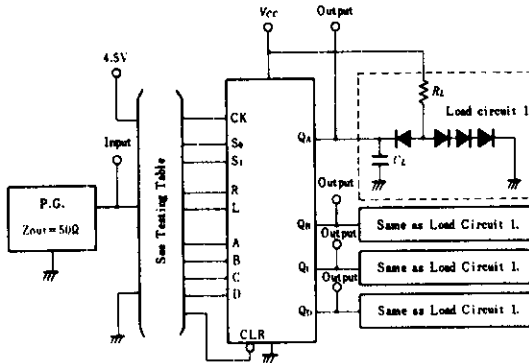 Vcc
Output
4.5V
Input
See Testing Table
P.G.
Zout=50Ω
CK
S0
S1
R
L
A
B
C
D
CLR
QA
RL
Load circuit 1
CL
Output
QB
Same as Load Circuit 1.
Output
Same as Load Circuit 1.
Output
QD
Same as Load Circuit 1.